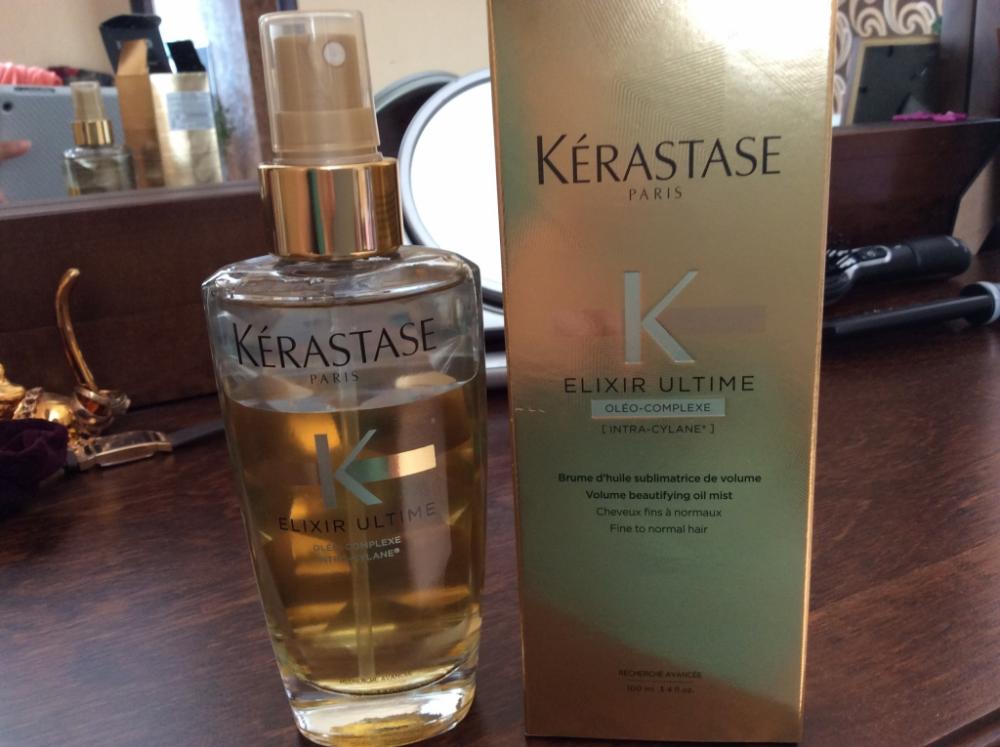 KÉRASTASE
PARIS
K
ELIXIR ULTIME
OLÉO-COMPLEXE
INTRA-CYLANE®
KÉRASTASE
PARIS
K
ELIXIR ULTIME
OLÉO-COMPLEXE
[ INTRA-CYLANE* ]
Brume d'huile sublimatrice de volume
Volume beautifying oil mist
Cheveux fins à normaux
Fine to normal hair
RECHERCHE AVANCÉE
100 ml 3.4 fl.oz.